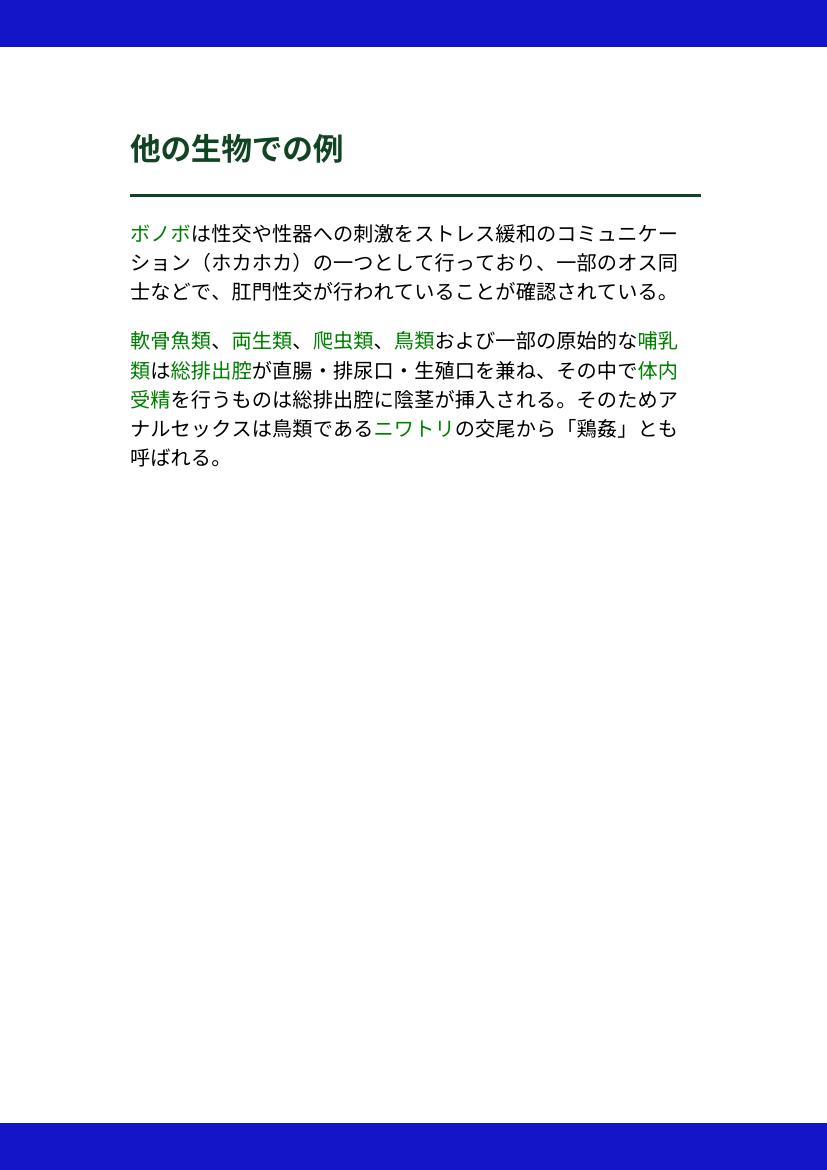 他の生物での例
ボノボは性交や性器への刺激をストレス緩和のコミュニケー
ション（ホカホカ）の一つとして行っており、一部のオス同
士などで、肛門性交が行われていることが確認されている。
軟骨魚類、両生類、爬虫類、鳥類および一部の原始的な哺乳
類は総排出腔が直腸・排尿口・生殖口を兼ね、その中で体内
受精を行うものは総排出腔に陰茎が挿入される。そのためア
ナルセックスは鳥類であるニワトリの交尾から「鶏姦」とも
呼ばれる。